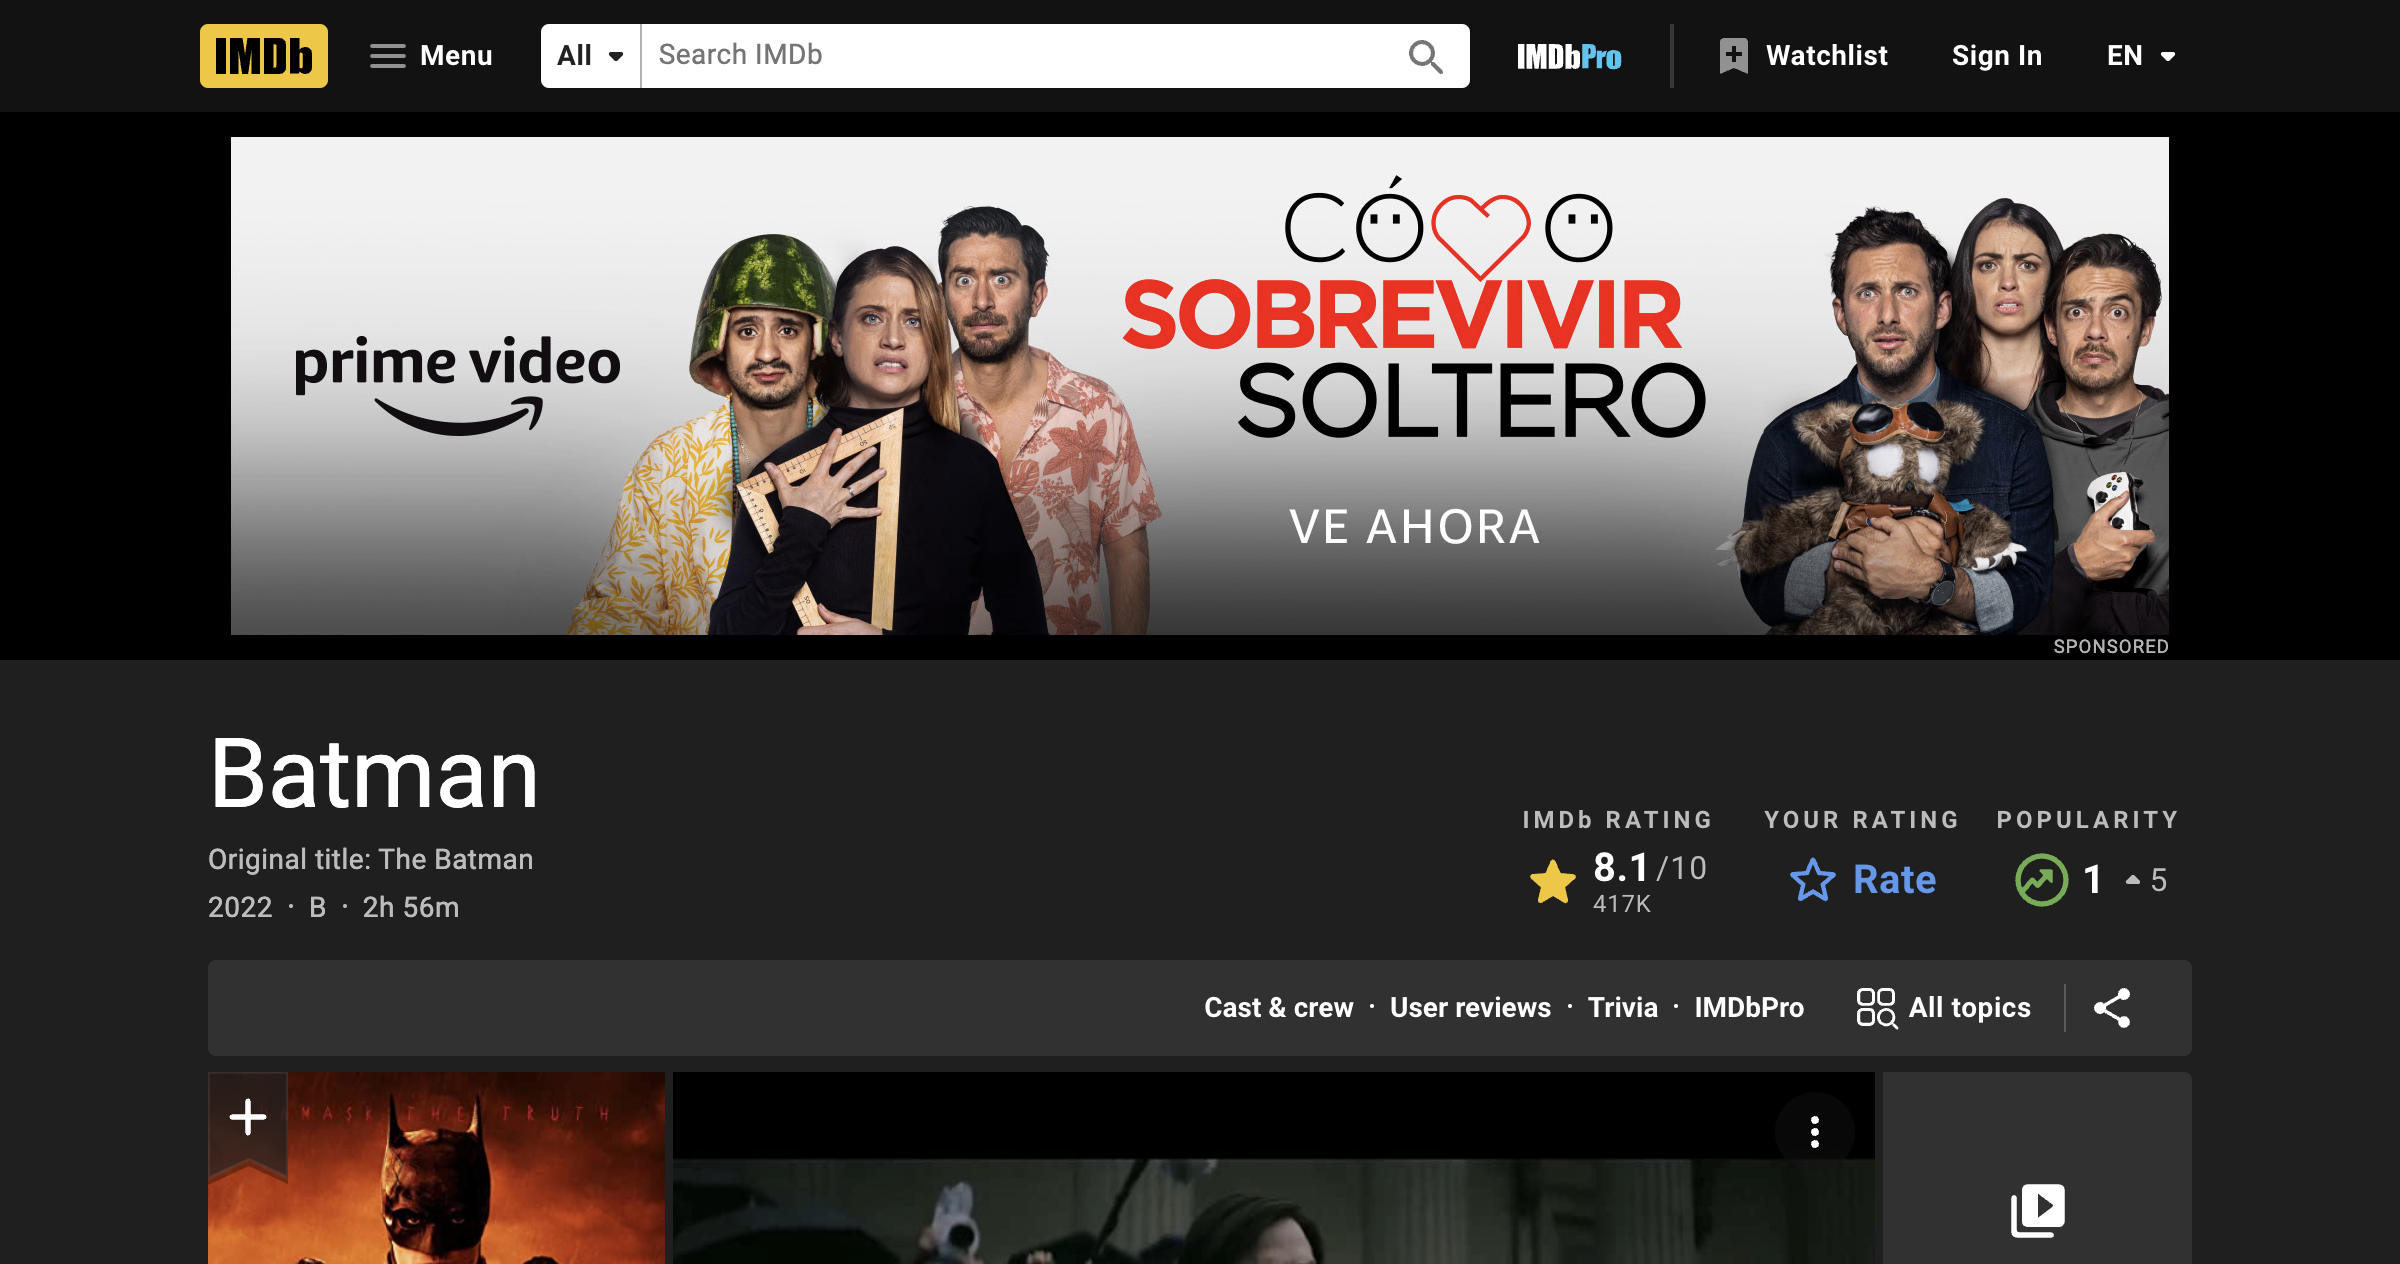 IMDb Menu All Search IMDb IMDbPro Watchlist Sign In EN
prime video
CÓMO
SOBREVIVIR
SOLTERO
VE AHORA
SPONSORED
Batman
Original title: The Batman
2022 · B · 2h 56m
IMDb RATING YOUR RATING POPULARITY
8.1/10 Rate 1 5
417K
Cast & crew · User reviews · Trivia · IMDbPro All topics
MASK THE TRUTH